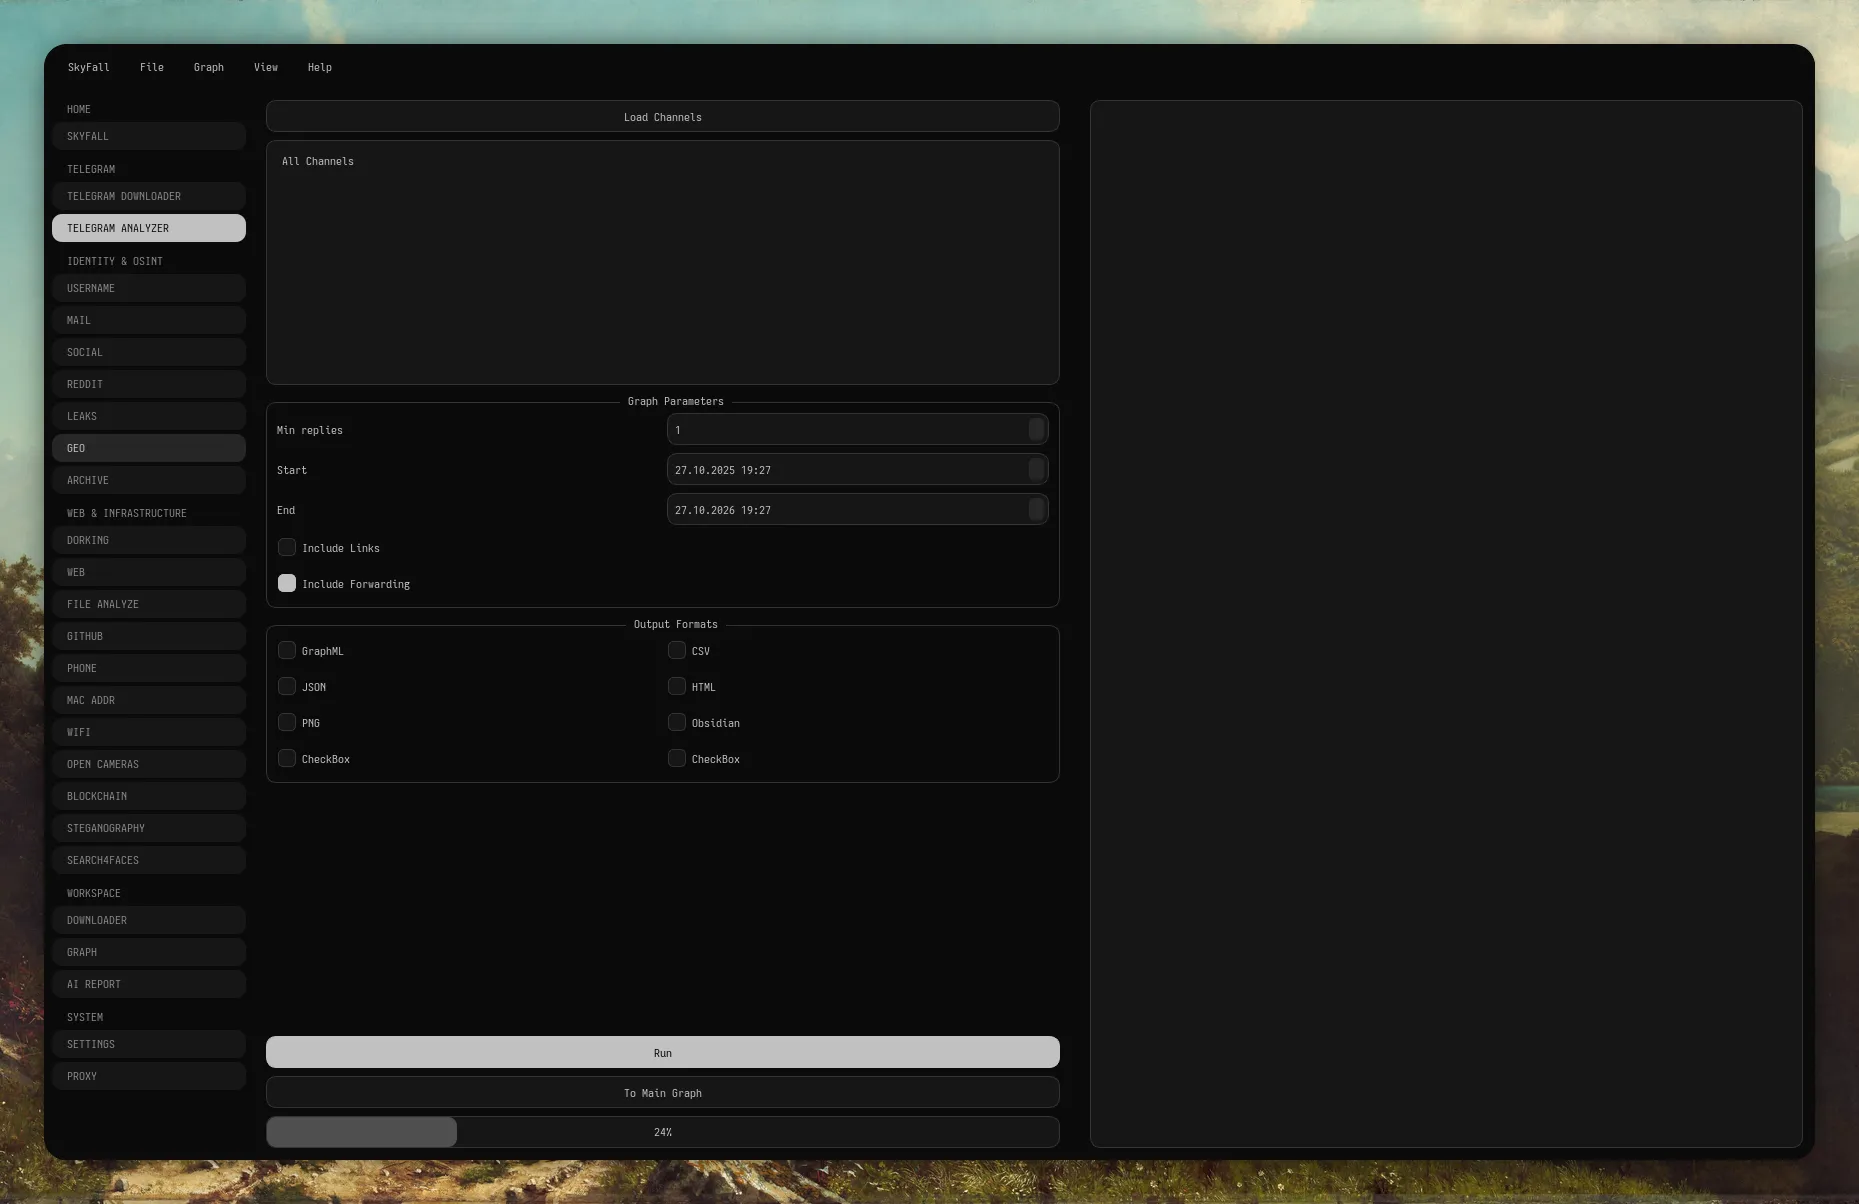 SkyFall File Graph View Help
HOME
SKYFALL
TELEGRAM
TELEGRAM DOWNLOADER
TELEGRAM ANALYZER
IDENTITY & OSINT
USERNAME
MAIL
SOCIAL
REDDIT
LEAKS
GEO
ARCHIVE
WEB & INFRASTRUCTURE
DORKING
WEB
FILE ANALYZE
GITHUB
PHONE
MAC ADDR
WIFI
OPEN CAMERAS
BLOCKCHAIN
STEGANOGRAPHY
SEARCH4FACES
WORKSPACE
DOWNLOADER
GRAPH
AI REPORT
SYSTEM
SETTINGS
PROXY
Load Channels
All Channels
Graph Parameters
Min replies 1
Start 27.10.2025 19:27
End 27.10.2026 19:27
Include Links
Include Forwarding
Output Formats
GraphML CSV
JSON HTML
PNG Obsidian
CheckBox CheckBox
Run
To Main Graph
24%